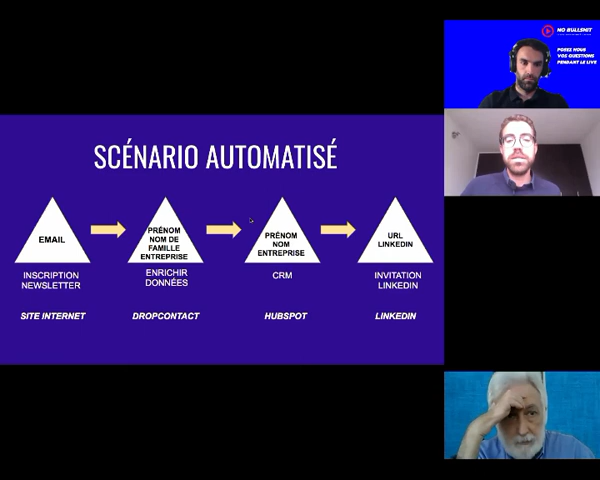 SCÉNARIO AUTOMATISÉ
EMAIL
INSCRIPTION
NEWSLETTER
SITE INTERNET
PRÉNOM
NOM DE
FAMILLE
ENTREPRISE
ENRICHIR
DONNÉES
DROPCONTACT
PRÉNOM
NOM
ENTREPRISE
CRM
HUBSPOT
URL
LINKEDIN
INVITATION
LINKEDIN
LINKEDIN
NO BULLSHIT
POSEZ NOUS
VOS QUESTIONS
PENDANT LE LIVE